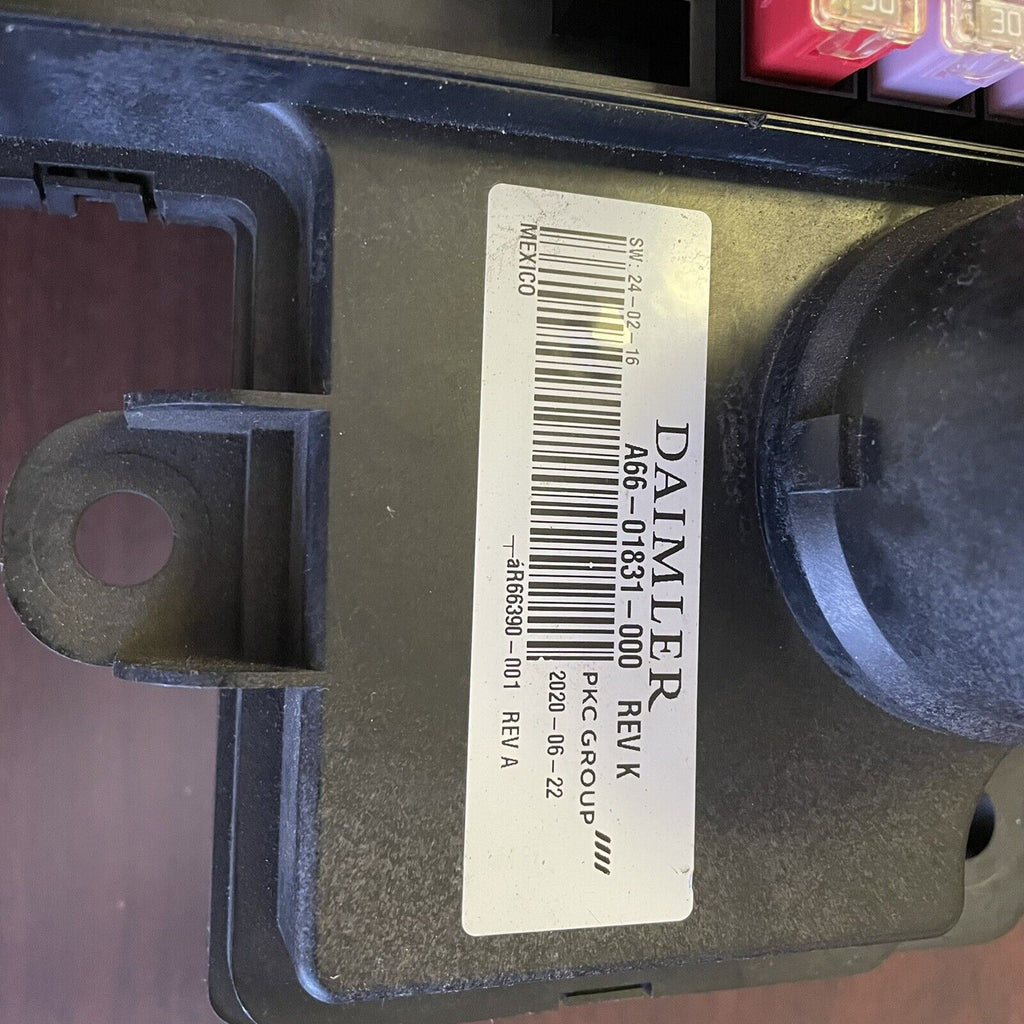 DAIMLER
A66-01831-000 REV K
SW: 24-02-16
PKC GROUP
2020-06-22
MEXICO
┬áR66390-001 REV A
30